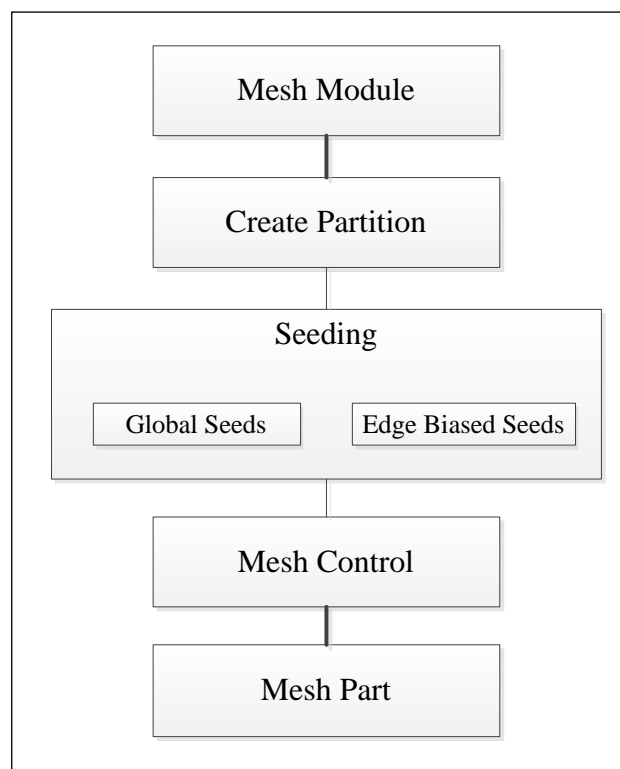 Mesh Module
Create Partition
Seeding
Global Seeds
Edge Biased Seeds
Mesh Control
Mesh Part